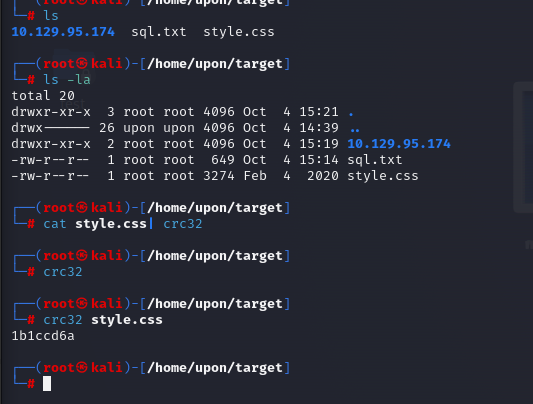 └─# ls
10.129.95.174  sql.txt  style.css
┌──(root㉿kali)-[/home/upon/target]
└─# ls -la
total 20
drwxr-xr-x  3 root root 4096 Oct  4 15:21 .
drwx------ 26 upon upon 4096 Oct  4 14:39 ..
drwxr-xr-x  2 root root 4096 Oct  4 15:19 10.129.95.174
-rw-r--r--  1 root root  649 Oct  4 15:14 sql.txt
-rw-r--r--  1 root root 3274 Feb  4  2020 style.css
┌──(root㉿kali)-[/home/upon/target]
└─# cat style.css| crc32
┌──(root㉿kali)-[/home/upon/target]
└─# crc32
┌──(root㉿kali)-[/home/upon/target]
└─# crc32 style.css
1b1ccd6a
┌──(root㉿kali)-[/home/upon/target]
└─#